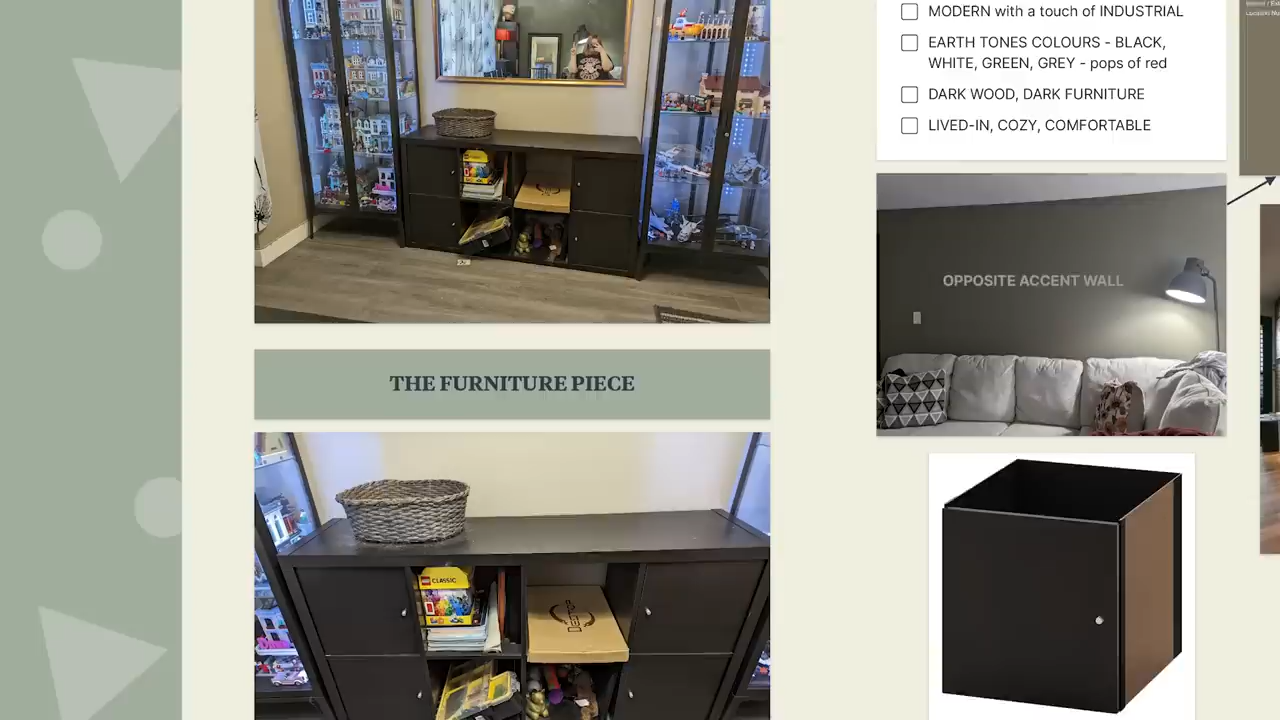 MODERN with a touch of INDUSTRIAL
EARTH TONES COLOURS - BLACK,
WHITE, GREEN, GREY - pops of red
DARK WOOD, DARK FURNITURE
LIVED-IN, COZY, COMFORTABLE
OPPOSITE ACCENT WALL
THE FURNITURE PIECE
CLASSIC